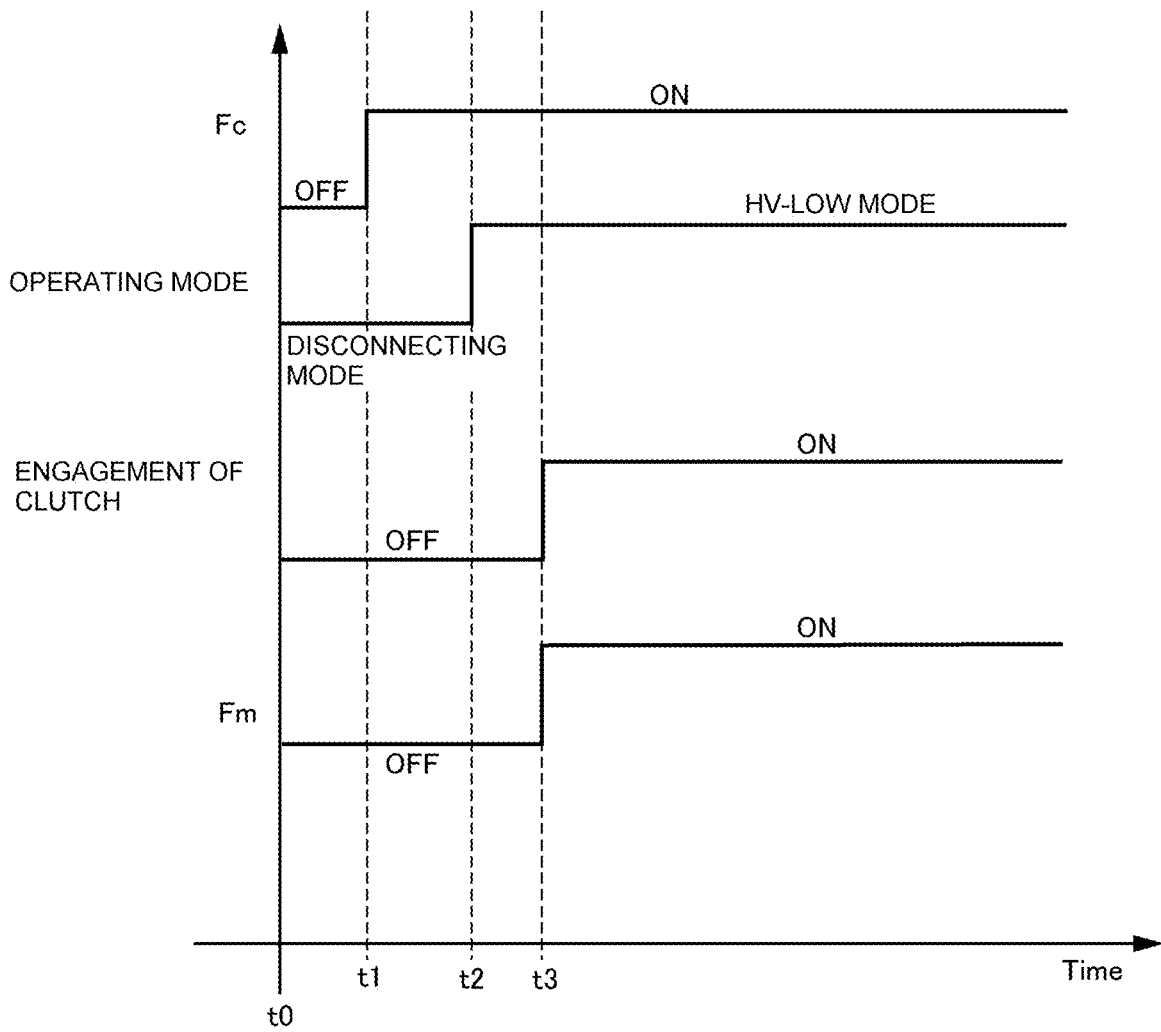 ON
Fc
OFF
HV-LOW MODE
OPERATING MODE
DISCONNECTING
MODE
ON
ENGAGEMENT OF
CLUTCH
OFF
ON
Fm
OFF
t1
t2
t3
Time
t0